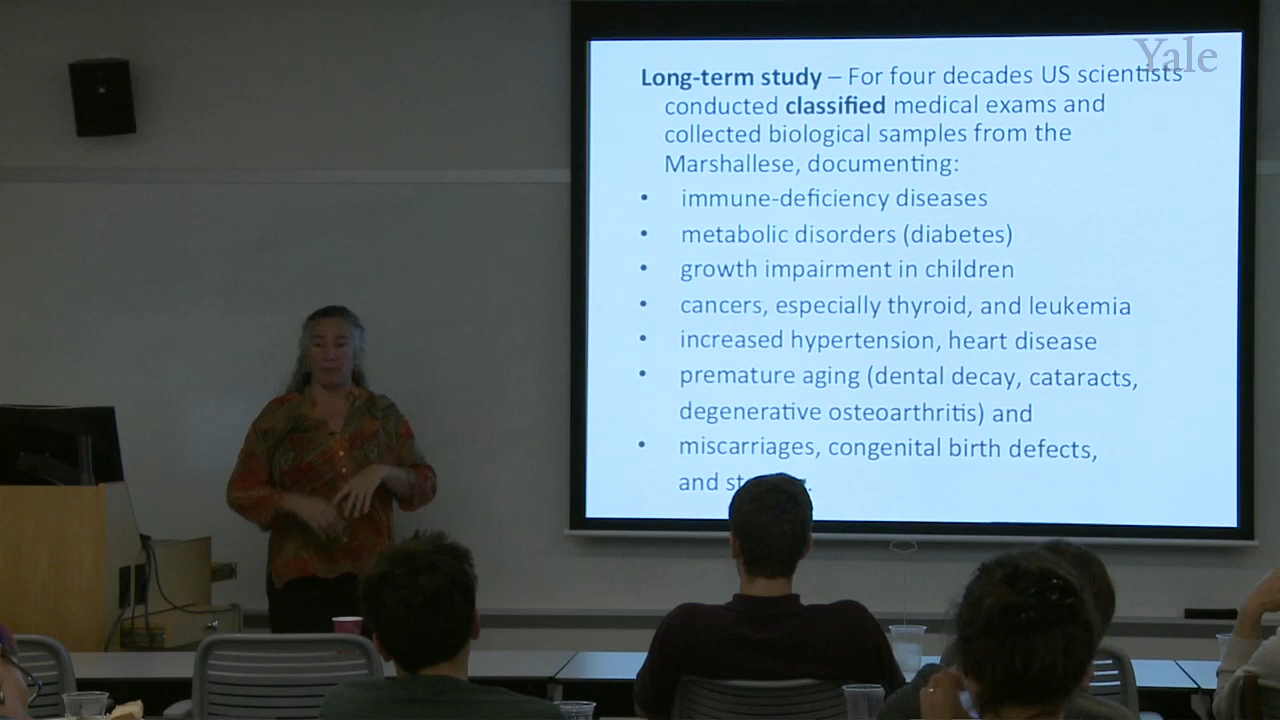 Yale
Long-term study – For four decades US scientists
conducted classified medical exams and
collected biological samples from the
Marshallese, documenting:
• immune-deficiency diseases
• metabolic disorders (diabetes)
• growth impairment in children
• cancers, especially thyroid, and leukemia
• increased hypertension, heart disease
• premature aging (dental decay, cataracts,
degenerative osteoarthritis) and
• miscarriages, congenital birth defects,
and